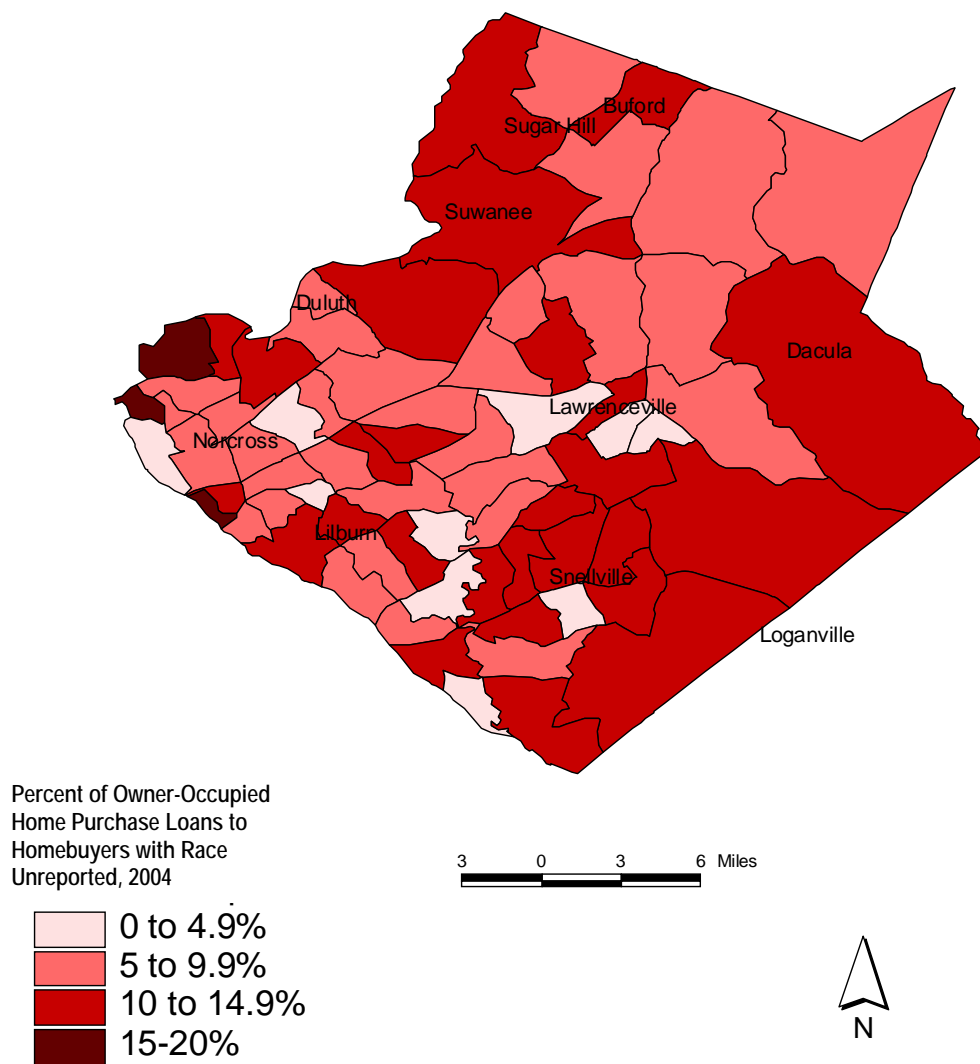 Buford
Sugar Hill
Suwanee
Duluth
Dacula
Lawrenceville
Norcross
Lilburn
Snellville
Loganville
Percent of Owner-Occupied
Home Purchase Loans to
Homebuyers with Race
Unreported, 2004
3 0 3 6 Miles
0 to 4.9%
5 to 9.9%
10 to 14.9%
15-20%
N